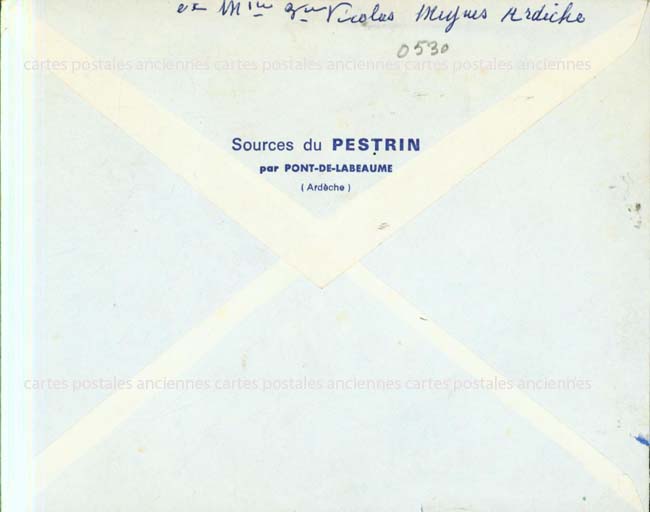 Nicolas Meyres Ardèche
0530
cartes postales anciennes cartes postales anciennes cartes postales anciennes
Sources du PESTRIN
par PONT-DE-LABEAUME
(Ardèche)
cartes postales anciennes cartes postales anciennes cartes postales anciennes